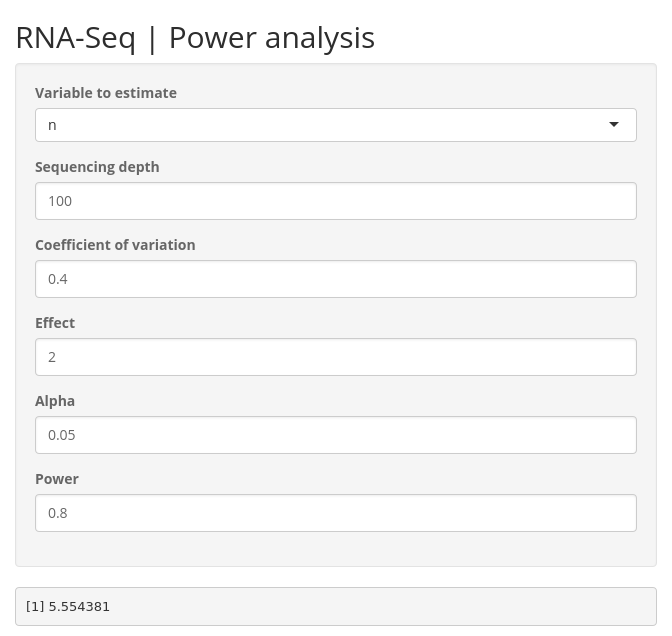 RNA-Seq | Power analysis
Variable to estimate
n
Sequencing depth
100
Coefficient of variation
0.4
Effect
2
Alpha
0.05
Power
0.8
[1] 5.554381